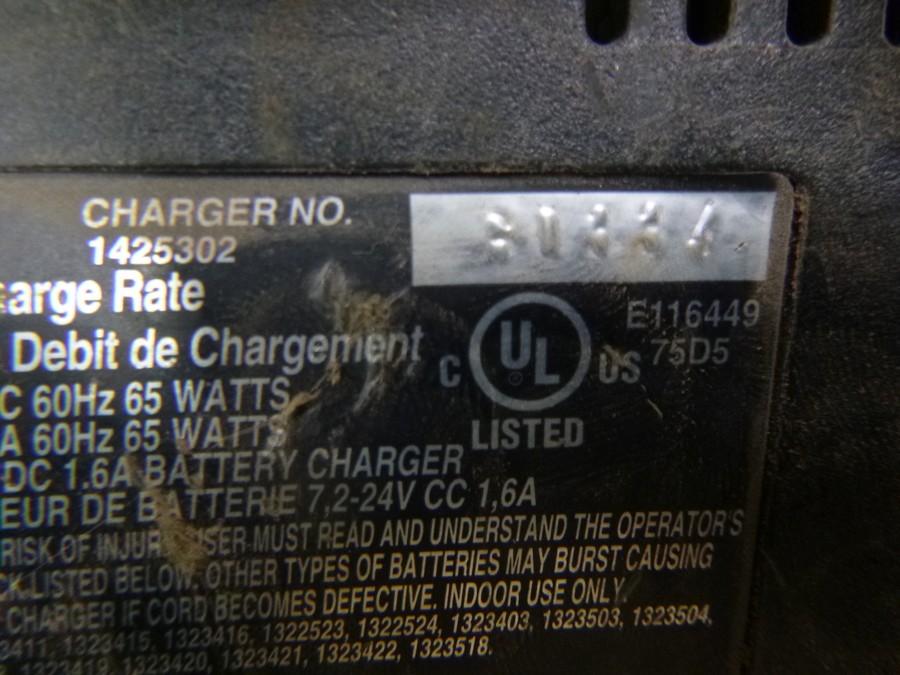 CHARGER NO.
1425302
arge Rate
Debit de Chargement
C UL US
LISTED
E116449
75D5
C 60Hz 65 WATTS
A 60Hz 65 WATTS
DC 1.6A BATTERY CHARGER
EUR DE BATTERIE 7,2-24V CC 1,6A
RISK OF INJURY USER MUST READ AND UNDERSTAND THE OPERATOR'S
CK LISTED BELOW. OTHER TYPES OF BATTERIES MAY BURST CAUSING
CHARGER IF CORD BECOMES DEFECTIVE. INDOOR USE ONLY.
3411, 1323415, 1323416, 1322523, 1322524, 1323403, 1323503, 1323504,
1323419, 1323420, 1323421, 1323422, 1323518.